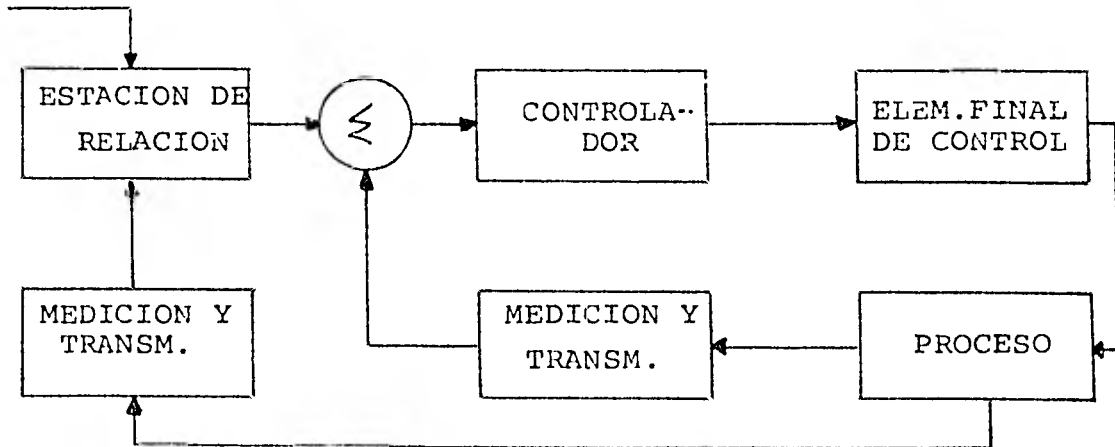 ESTACION DE
RELACION
Σ
CONTROLA-
DOR
ELEM.FINAL
DE CONTROL
MEDICION Y
TRANSM.
MEDICION Y
TRANSM.
PROCESO